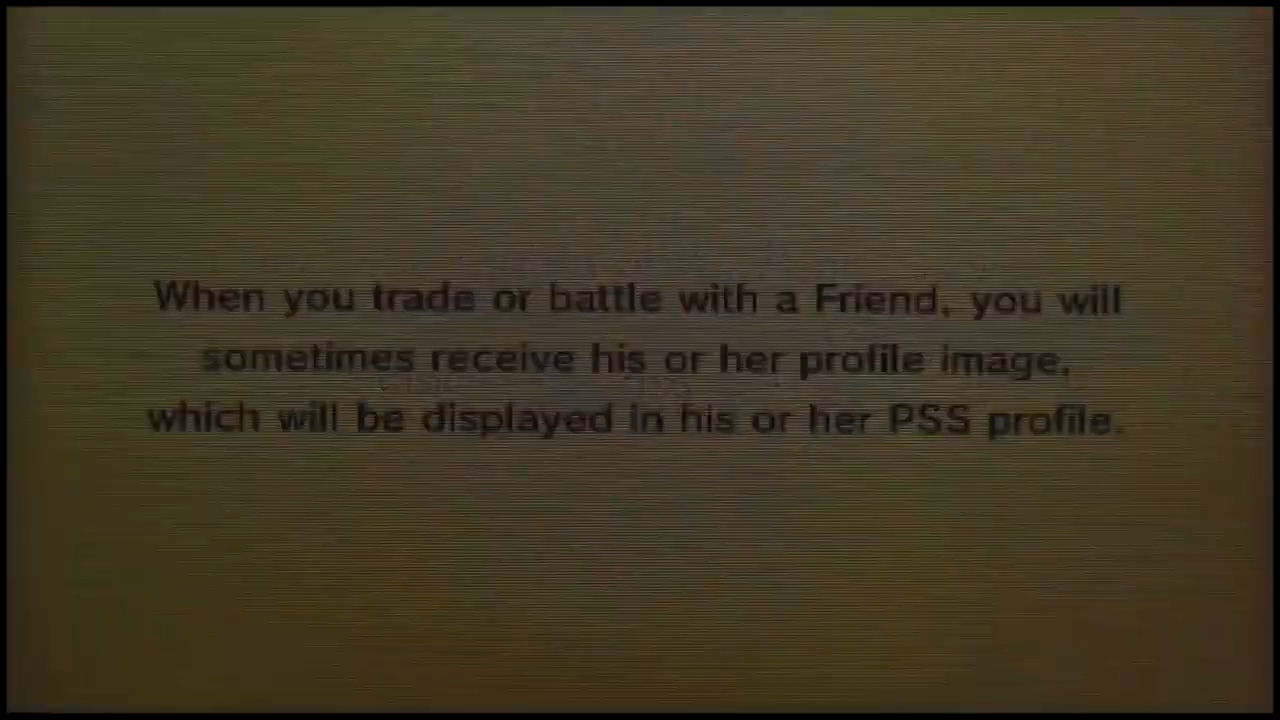 When you trade or battle with a Friend, you will
sometimes receive his or her profile image,
which will be displayed in his or her PSS profile.